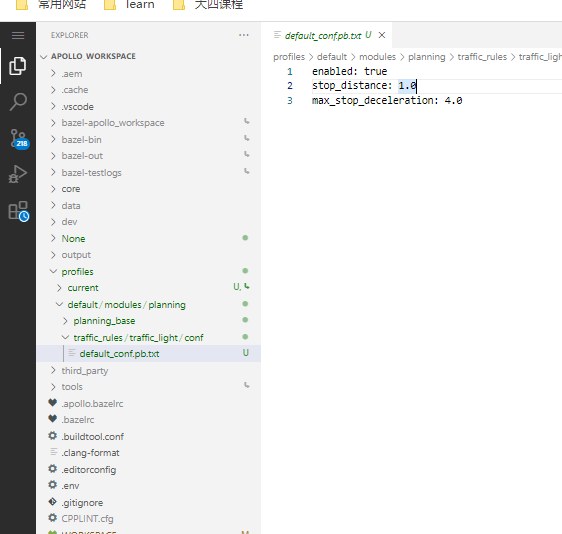 常用网站 learn 大四课程
EXPLORER
APOLLO_WORKSPACE
.aem
.cache
.vscode
bazel-apollo_workspace
bazel-bin
bazel-out
bazel-testlogs
core
data
dev
None
output
profiles
current U,
default/modules/planning
planning_base
traffic_rules/traffic_light/conf
default_conf.pb.txt U
third_party
tools
.apollo.bazelrc
.bazelrc
.buildtool.conf
.clang-format
.editorconfig
.env
.gitignore
CPPLINT.cfg
WORKSPACE M
218
default_conf.pb.txt U
profiles > default > modules > planning > traffic_rules > traffic_ligh
1 enabled: true
2 stop_distance: 1.0
3 max_stop_deceleration: 4.0